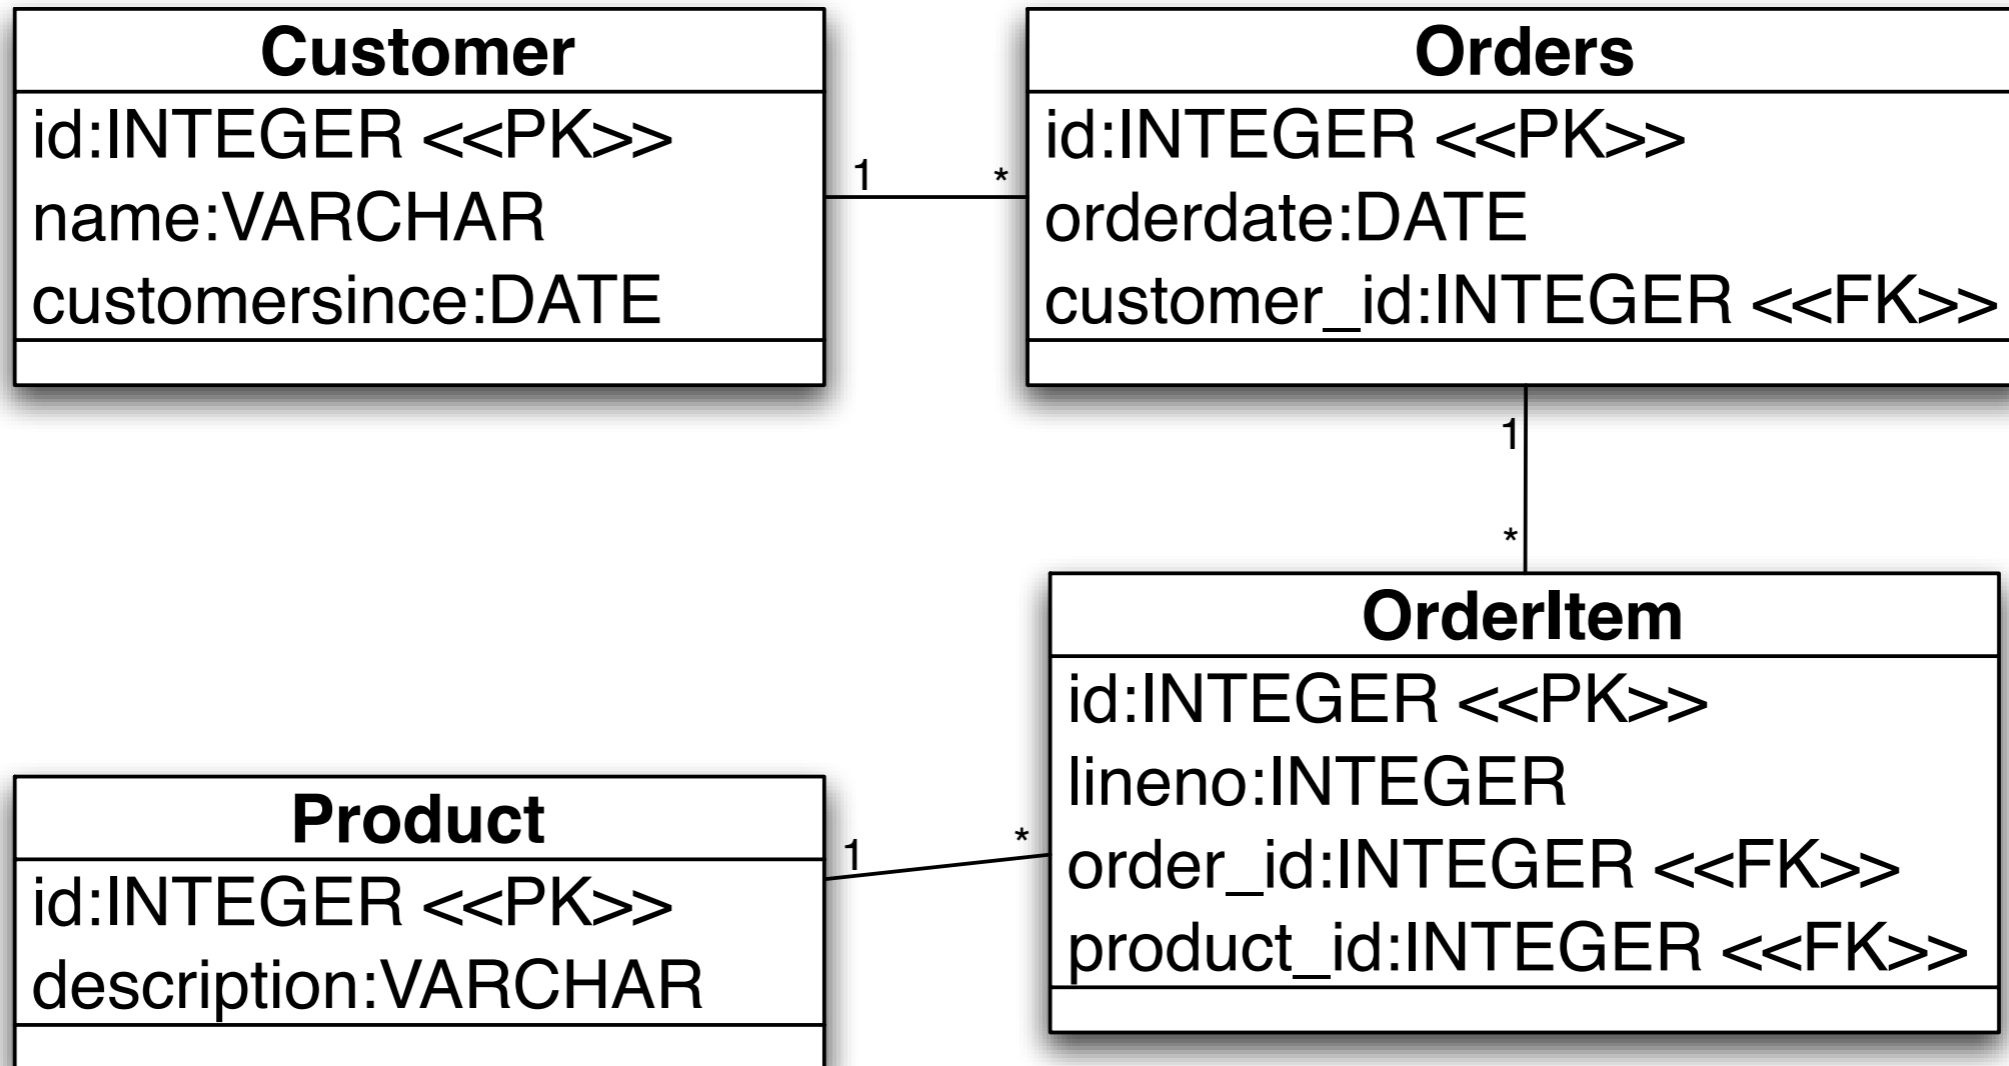 Customer
id:INTEGER <<PK>>
name:VARCHAR
customersince:DATE
1
*
Orders
id:INTEGER <<PK>>
orderdate:DATE
customer_id:INTEGER <<FK>>
1
*
OrderItem
id:INTEGER <<PK>>
lineno:INTEGER
order_id:INTEGER <<FK>>
product_id:INTEGER <<FK>>
Product
id:INTEGER <<PK>>
description:VARCHAR
1
*